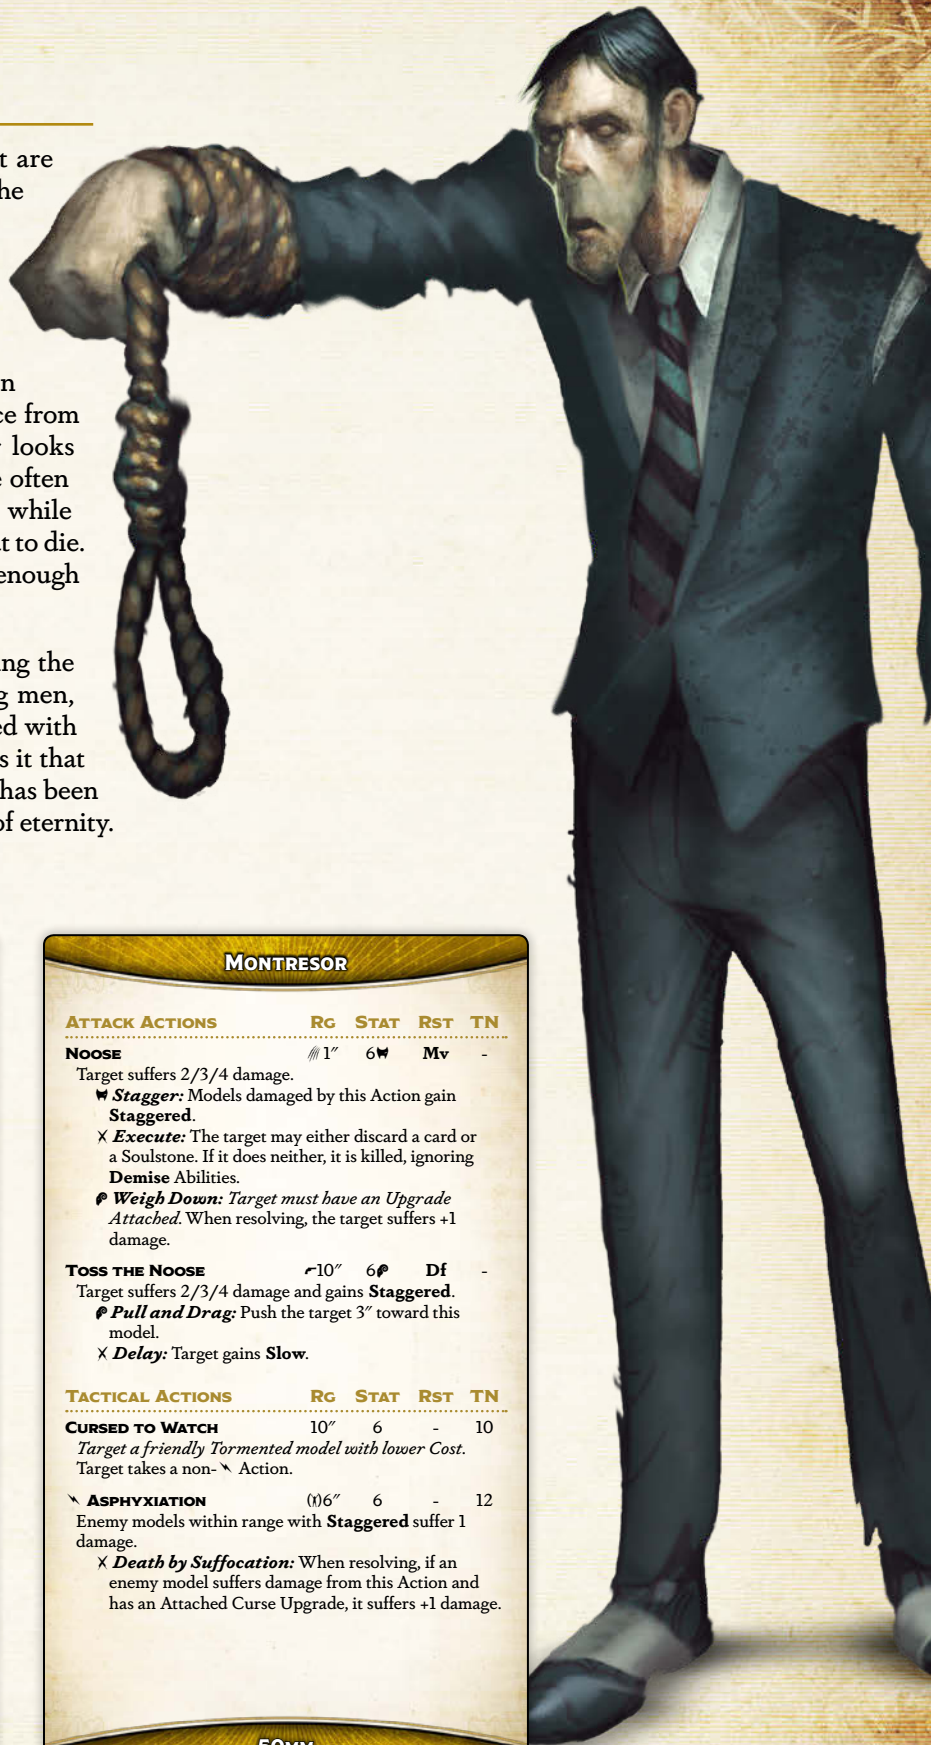 t are
he
n
ce from
looks
e often
while
t to die.
enough
ng the
g men,
ed with
s it that
has been
of eternity.
Montresor
Attack Actions Rg Stat Rst TN
Noose 1″ 6 Mv -
Target suffers 2/3/4 damage.
Stagger: Models damaged by this Action gain
Staggered.
Execute: The target may either discard a card or
a Soulstone. If it does neither, it is killed, ignoring
Demise Abilities.
Weigh Down: Target must have an Upgrade
Attached. When resolving, the target suffers +1
damage.
Toss the Noose 10″ 6 Df -
Target suffers 2/3/4 damage and gains Staggered.
Pull and Drag: Push the target 3″ toward this
model.
Delay: Target gains Slow.
Tactical Actions Rg Stat Rst TN
Cursed to Watch 10″ 6 - 10
Target a friendly Tormented model with lower Cost.
Target takes a non- Action.
Asphyxiation 6″ 6 - 12
Enemy models within range with Staggered suffer 1
damage.
Death by Suffocation: When resolving, if an
enemy model suffers damage from this Action and
has an Attached Curse Upgrade, it suffers +1 damage.
50mm